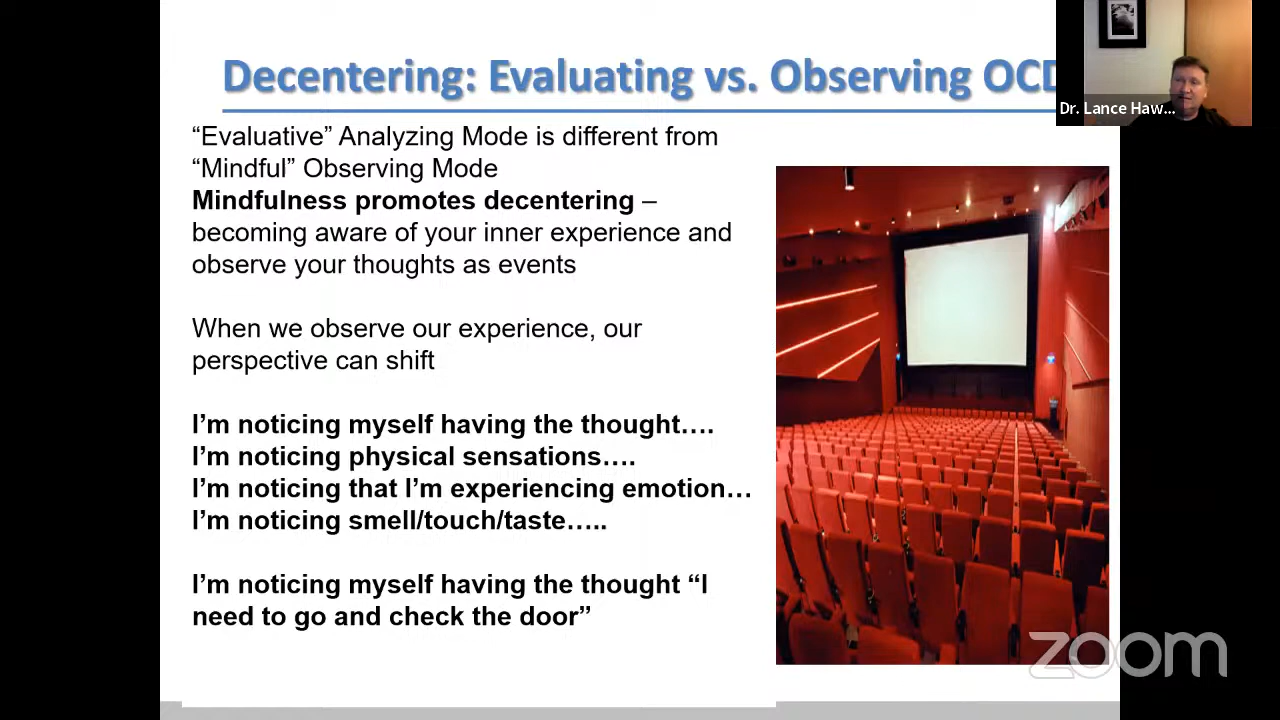 Decentering: Evaluating vs. Observing OCD
Dr. Lance Haw...
“Evaluative” Analyzing Mode is different from
“Mindful” Observing Mode
Mindfulness promotes decentering –
becoming aware of your inner experience and
observe your thoughts as events
When we observe our experience, our
perspective can shift
I’m noticing myself having the thought….
I’m noticing physical sensations….
I’m noticing that I’m experiencing emotion…
I’m noticing smell/touch/taste…..
I’m noticing myself having the thought “I
need to go and check the door”
zoom